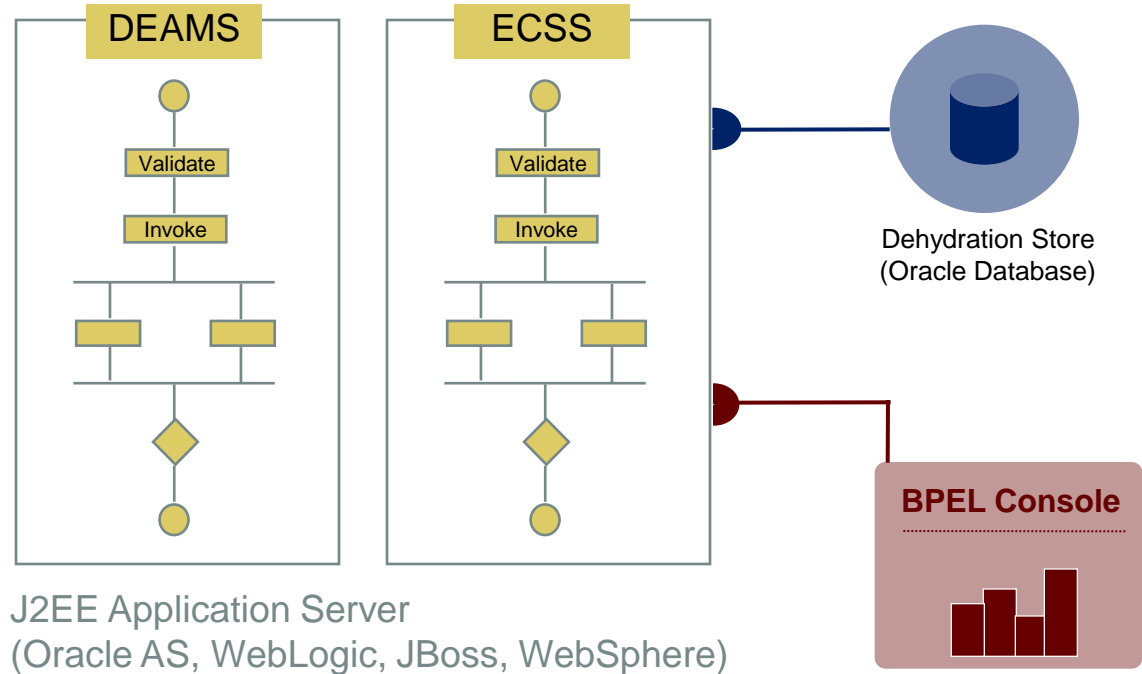 DEAMS
ECSS
Validate
Validate
Invoke
Invoke
Dehydration Store
(Oracle Database)
BPEL Console
J2EE Application Server
(Oracle AS, WebLogic, JBoss, WebSphere)